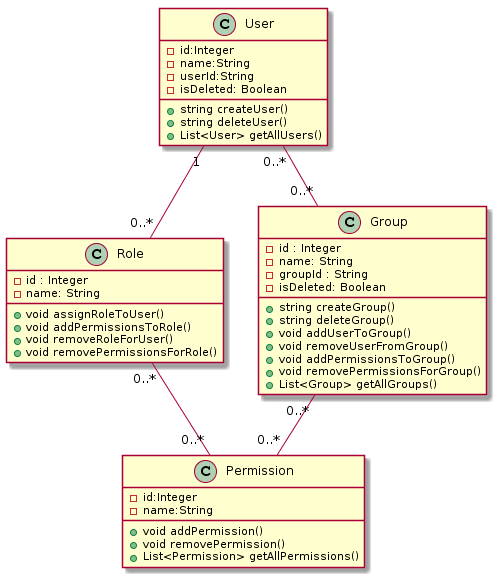 C User
id:Integer
name:String
userId:String
isDeleted: Boolean
string createUser()
string deleteUser()
List<User> getAllUsers()
1
0..*
0..*
0..*
C Group
id : Integer
name: String
groupId : String
isDeleted: Boolean
string createGroup()
string deleteGroup()
void addUserToGroup()
void removeUserFromGroup()
void addPermissionsToGroup()
void removePermissionsForGroup()
List<Group> getAllGroups()
C Role
id : Integer
name: String
void assignRoleToUser()
void addPermissionsToRole()
void removeRoleForUser()
void removePermissionsForRole()
0..*
0..*
0..*
0..*
C Permission
id:Integer
name:String
void addPermission()
void removePermission()
List<Permission> getAllPermissions()